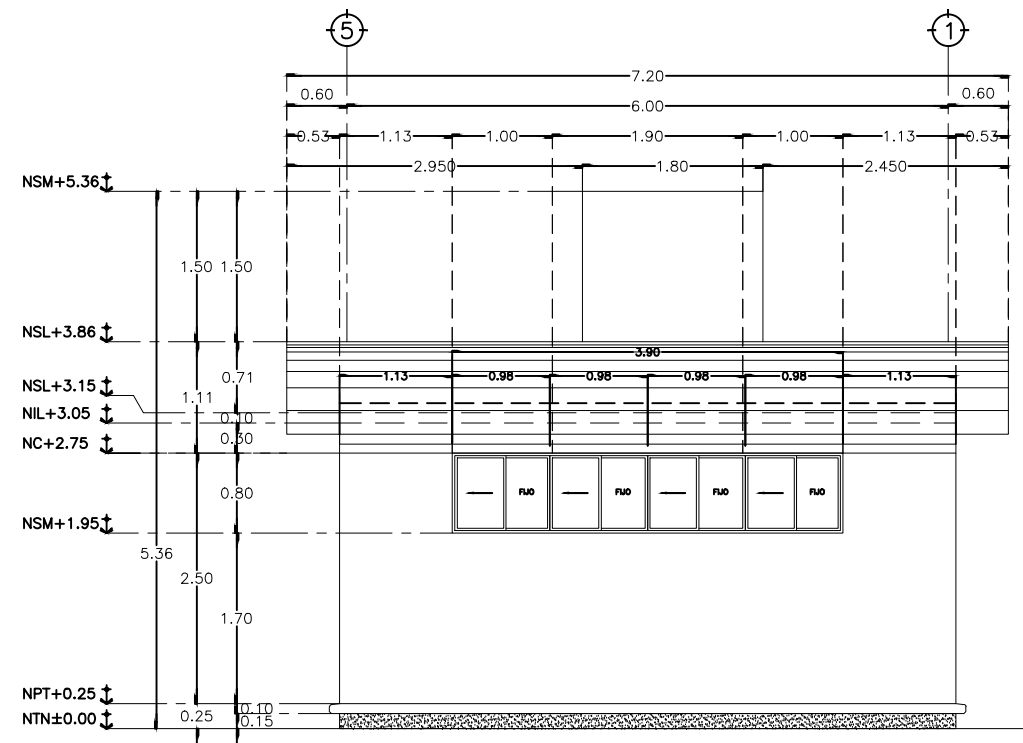 5 1
7.20
0.60 6.00 0.60
0.53 1.13 1.00 1.90 1.00 1.13 0.53
2.950 1.80 2.450
NSM+5.36
1.50 1.50
NSL+3.86
3.90
0.71
1.13 0.98 0.98 0.98 0.98 1.13
NSL+3.15
1.11
NIL+3.05
0.10
NC+2.75
0.30
0.80
FIJO FIJO FIJO FIJO
NSM+1.95
5.36
2.50
1.70
NPT+0.25
0.10
NTN±0.00
0.25
0.15